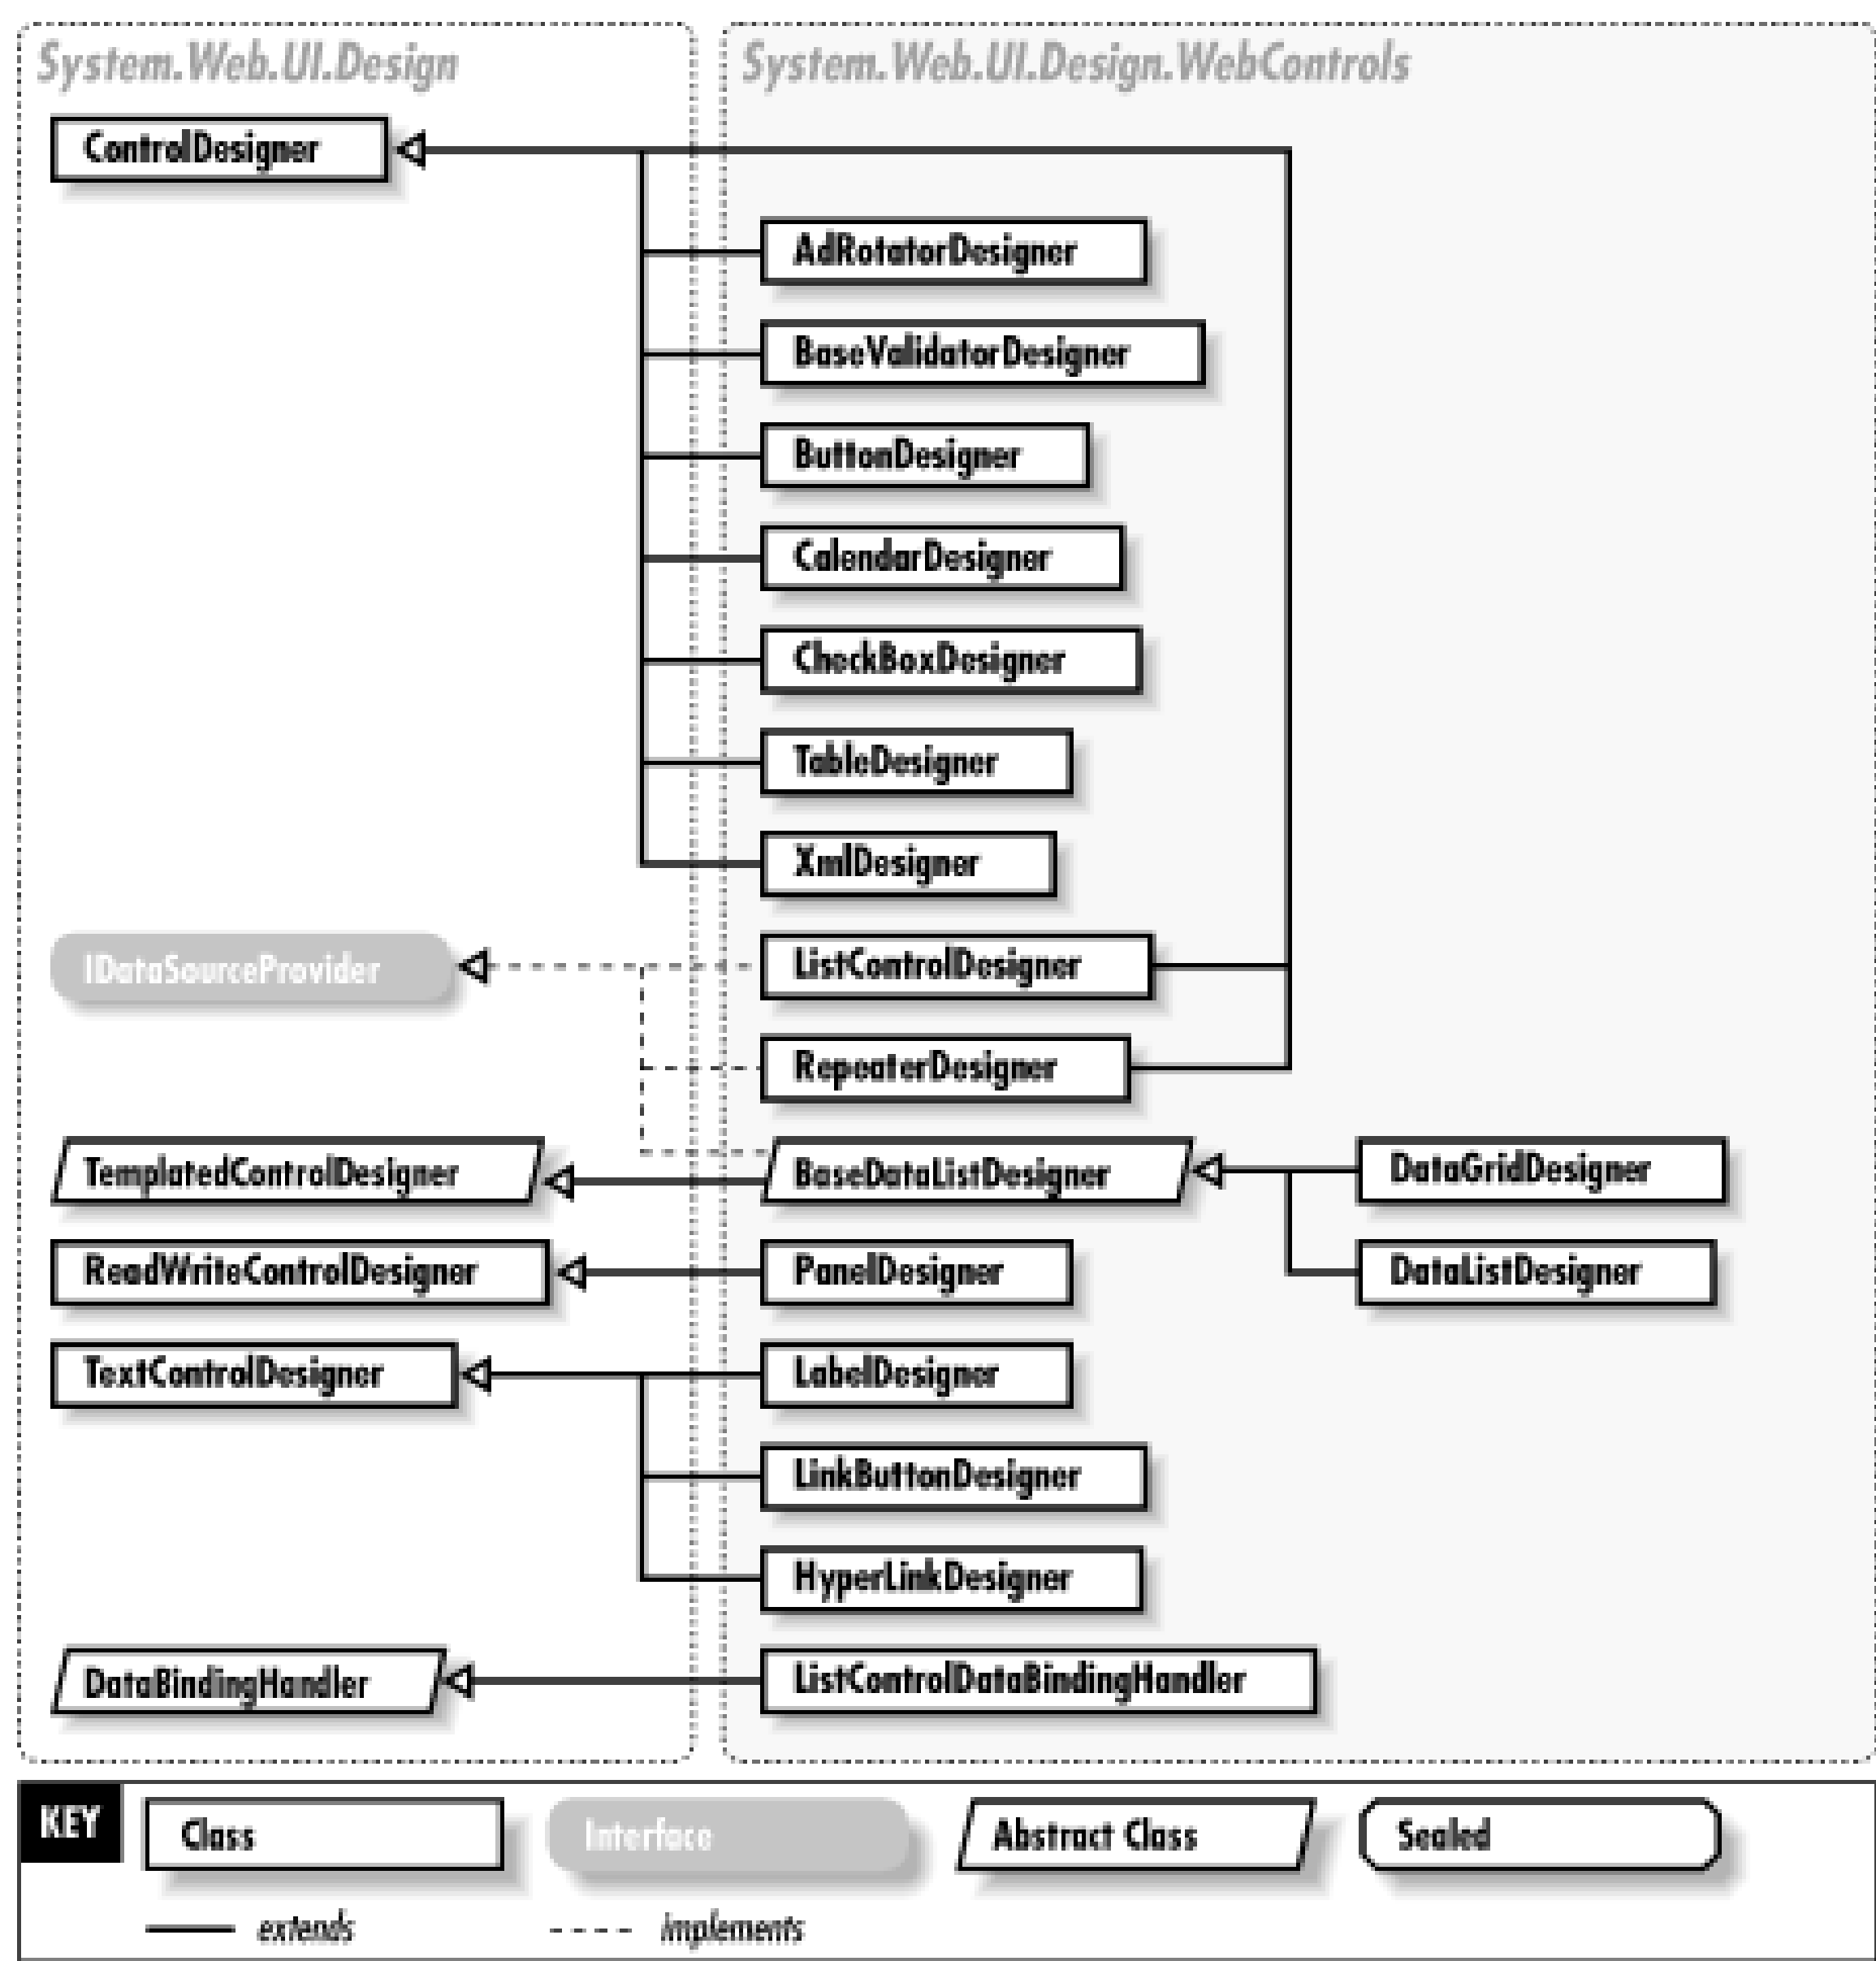 System.Web.UI.Design
System.Web.UI.Design.WebControls
ControlDesigner
AdRotatorDesigner
BaseValidatorDesigner
ButtonDesigner
CalendarDesigner
CheckBoxDesigner
TableDesigner
XmlDesigner
IDataSourceProvider
ListControlDesigner
RepeaterDesigner
TemplatedControlDesigner
BaseDataListDesigner
DataGridDesigner
ReadWriteControlDesigner
PanelDesigner
DataListDesigner
TextControlDesigner
LabelDesigner
LinkButtonDesigner
HyperLinkDesigner
DataBindingHandler
ListControlDataBindingHandler
KEY
Class
Interface
Abstract Class
Sealed
extends
implements